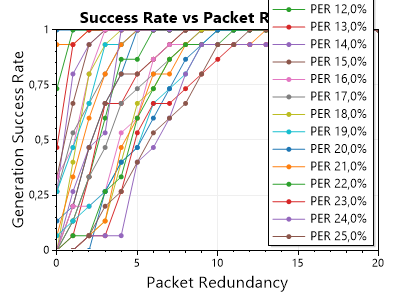 Success Rate vs Packet R
PER 12,0%
PER 13,0%
PER 14,0%
PER 15,0%
PER 16,0%
PER 17,0%
PER 18,0%
PER 19,0%
PER 20,0%
PER 21,0%
PER 22,0%
PER 23,0%
PER 24,0%
PER 25,0%
Generation Success Rate
1
0,75
0,5
0,25
0
0
5
10
15
20
Packet Redundancy